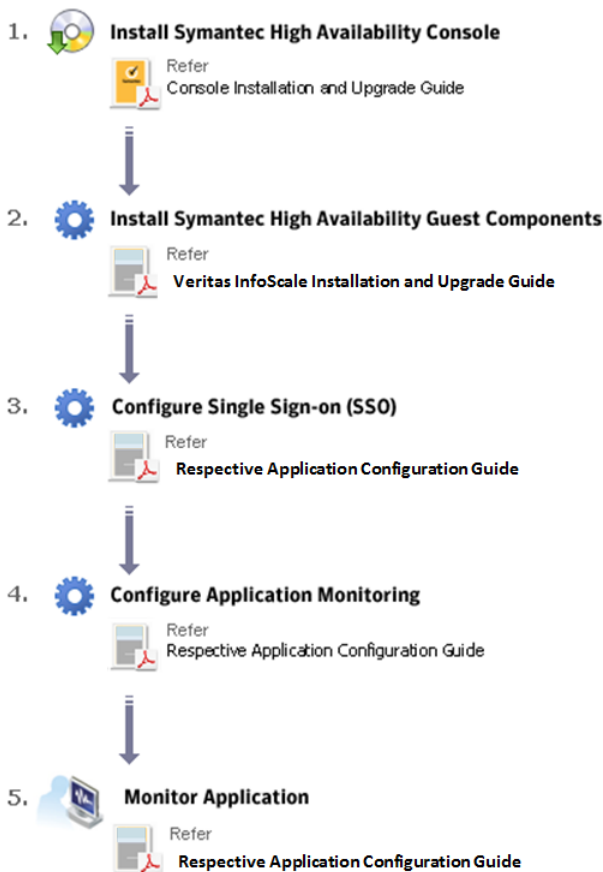 1. Install Symantec High Availability Console
Refer
Console Installation and Upgrade Guide
2. Install Symantec High Availability Guest Components
Refer
Veritas InfoScale Installation and Upgrade Guide
3. Configure Single Sign-on (SSO)
Refer
Respective Application Configuration Guide
4. Configure Application Monitoring
Refer
Respective Application Configuration Guide
5. Monitor Application
Refer
Respective Application Configuration Guide